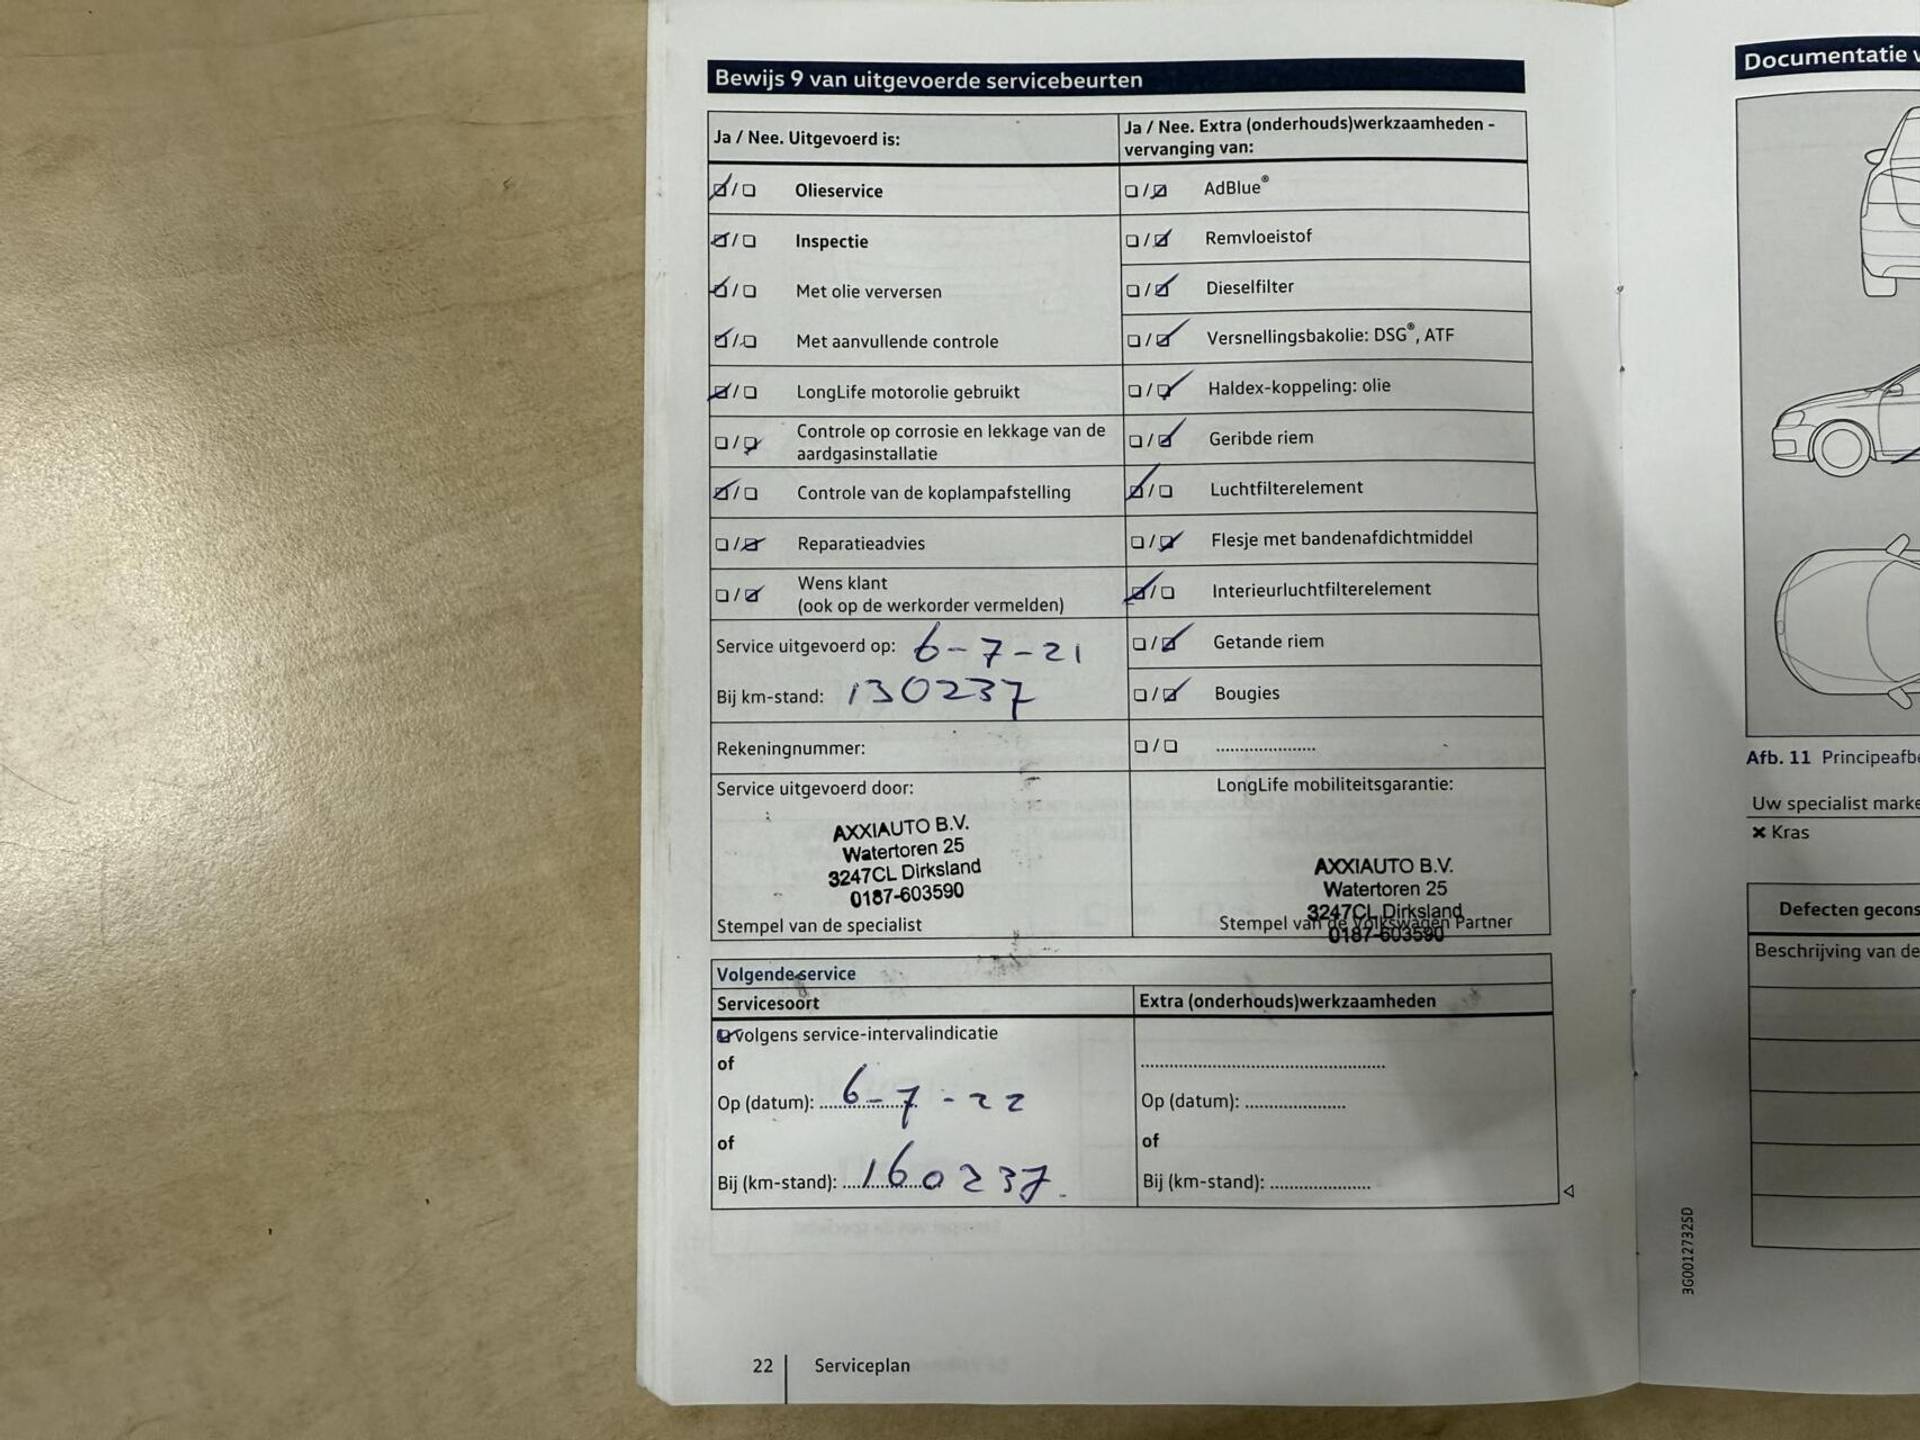 Bewijs 9 van uitgevoerde servicebeurten
Ja / Nee. Uitgevoerd is:
Olieservice
Inspectie
Met olie verversen
Met aanvullende controle
LongLife motorolie gebruikt
Controle op corrosie en lekkage van de
aardgasinstallatie
Controle van de koplampafstelling
Reparatieadvies
Wens klant
(ook op de werkorder vermelden)
Service uitgevoerd op: 6-7-21
Bij km-stand: 130237
Rekeningnummer:
Service uitgevoerd door:
AXXIAUTO B.V.
Watertoren 25
3247CL Dirksland
0187-603590
Stempel van de specialist
Ja / Nee. Extra (onderhouds)werkzaamheden -
vervanging van:
AdBlue®
Remvloeistof
Dieselfilter
Versnellingsbakolie: DSG®, ATF
Haldex-koppeling: olie
Geribde riem
Luchtfilterelement
Flesje met bandenafdichtmiddel
Interieurluchtfilterelement
Getande riem
Bougies
....................
LongLife mobiliteitsgarantie:
AXXIAUTO B.V.
Watertoren 25
3247CL Dirksland
Stempel van de Volkswagen Partner
0187-603590
Volgende service
Servicesoort
volgens service-intervalindicatie
of
Op (datum): 6-7-22
of
Bij (km-stand): 160237
Extra (onderhouds)werkzaamheden
Op (datum): ....................
of
Bij (km-stand): ....................
22 Serviceplan
Documentatie
Afb. 11 Principeafbe
Uw specialist marke
× Kras
Defecten gecons
Beschrijving van de
3G0012732SD